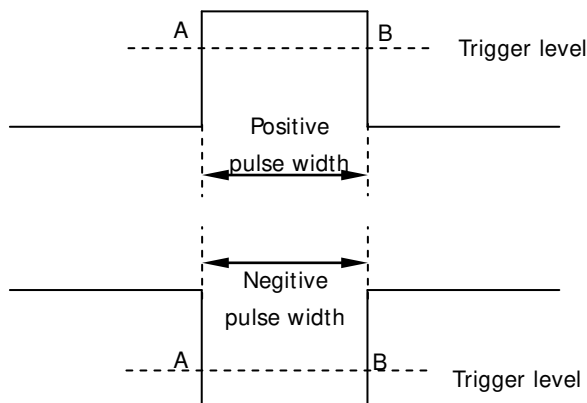 A B Trigger level
Positive
pulse width
Negitive
pulse width
A B Trigger level